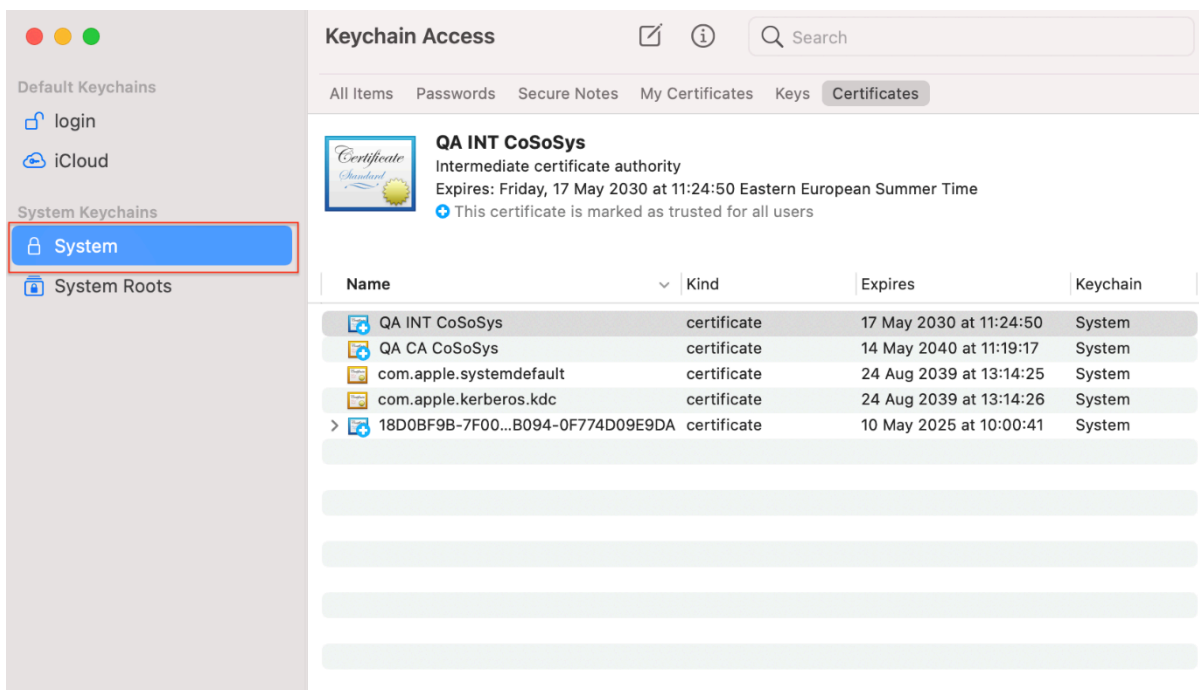 Keychain Access
Search
Default Keychains
login
iCloud
System Keychains
System
System Roots
All Items Passwords Secure Notes My Certificates Keys Certificates
Certificate
Standard
QA INT CoSoSys
Intermediate certificate authority
Expires: Friday, 17 May 2030 at 11:24:50 Eastern European Summer Time
This certificate is marked as trusted for all users
Name Kind Expires Keychain
QA INT CoSoSys certificate 17 May 2030 at 11:24:50 System
QA CA CoSoSys certificate 14 May 2040 at 11:19:17 System
com.apple.systemdefault certificate 24 Aug 2039 at 13:14:25 System
com.apple.kerberos.kdc certificate 24 Aug 2039 at 13:14:26 System
18D0BF9B-7F00...B094-0F774D09E9DA certificate 10 May 2025 at 10:00:41 System